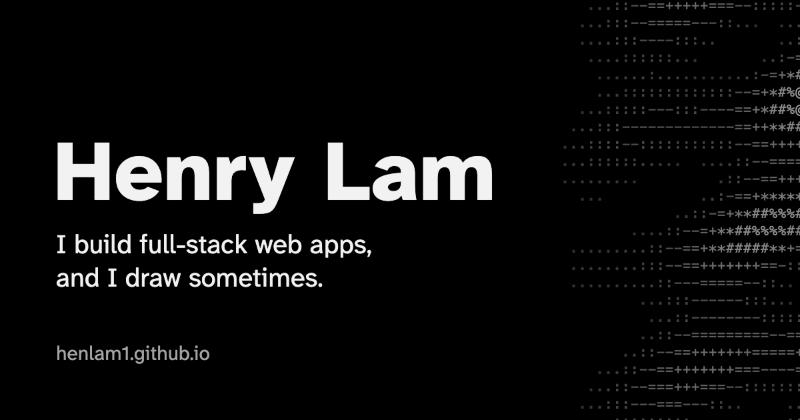 Henry Lam
I build full-stack web apps,
and I draw sometimes.
henlam1.github.io